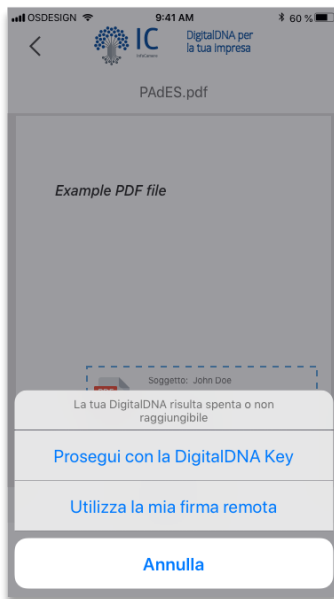 OSDESIGN 9:41 AM 60 %
IC
InfoCamere
DigitalDNA per
la tua impresa
PAdES.pdf
Example PDF file
Soggetto: John Doe
La tua DigitalDNA risulta spenta o non
raggiungibile
Prosegui con la DigitalDNA Key
Utilizza la mia firma remota
Annulla